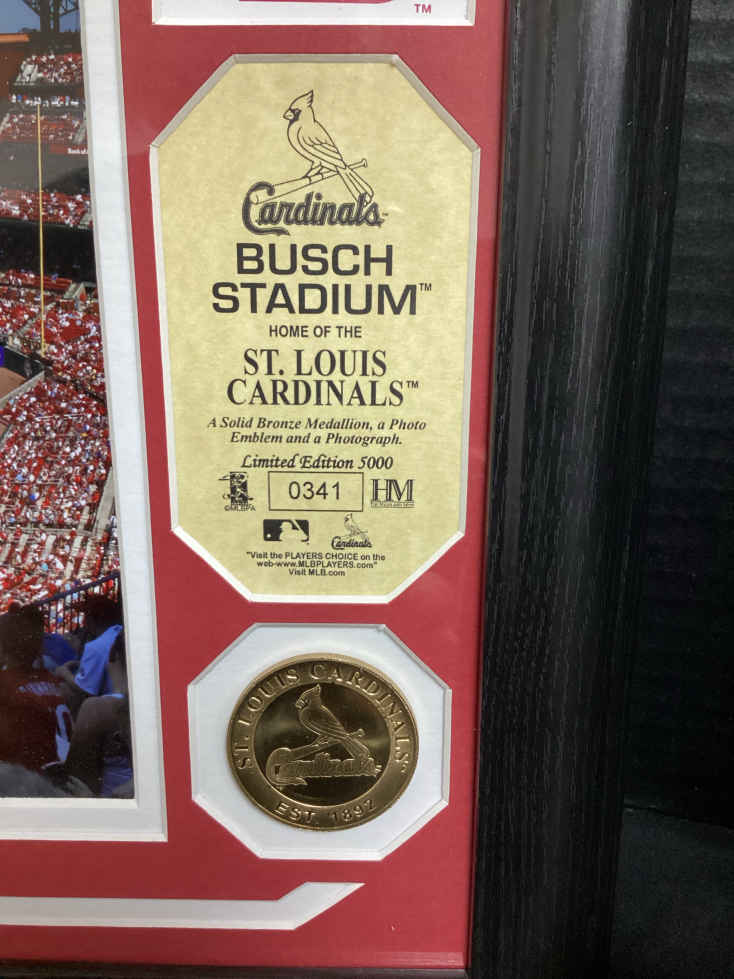 TM
Cardinals
BUSCH
STADIUM™
HOME OF THE
ST. LOUIS
CARDINALS™
A Solid Bronze Medallion, a Photo
Emblem and a Photograph.
Limited Edition 5000
0341
HM
©MLBPA
Cardinals
"Visit the PLAYERS CHOICE on the
web-www.MLBPLAYERS.com"
Visit MLB.com
ST. LOUIS CARDINALS
Cardinals
EST. 1892